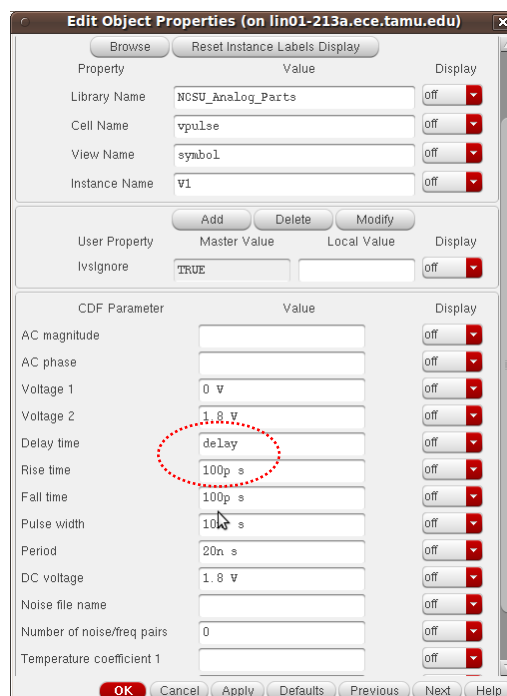 Edit Object Properties (on lin01-213a.ece.tamu.edu)
Browse Reset Instance Labels Display
Property Value Display
Library Name NCSU_Analog_Parts off
Cell Name vpulse off
View Name symbol off
Instance Name V1 off
Add Delete Modify
User Property Master Value Local Value Display
lvsIgnore TRUE off
CDF Parameter Value Display
AC magnitude off
AC phase off
Voltage 1 0 V off
Voltage 2 1.8 V off
Delay time delay off
Rise time 100p s off
Fall time 100p s off
Pulse width s off
Period 20n s off
DC voltage 1.8 V off
Noise file name off
Number of noise/freq pairs 0 off
Temperature coefficient 1 off
OK Cancel Apply Defaults Previous Next Help